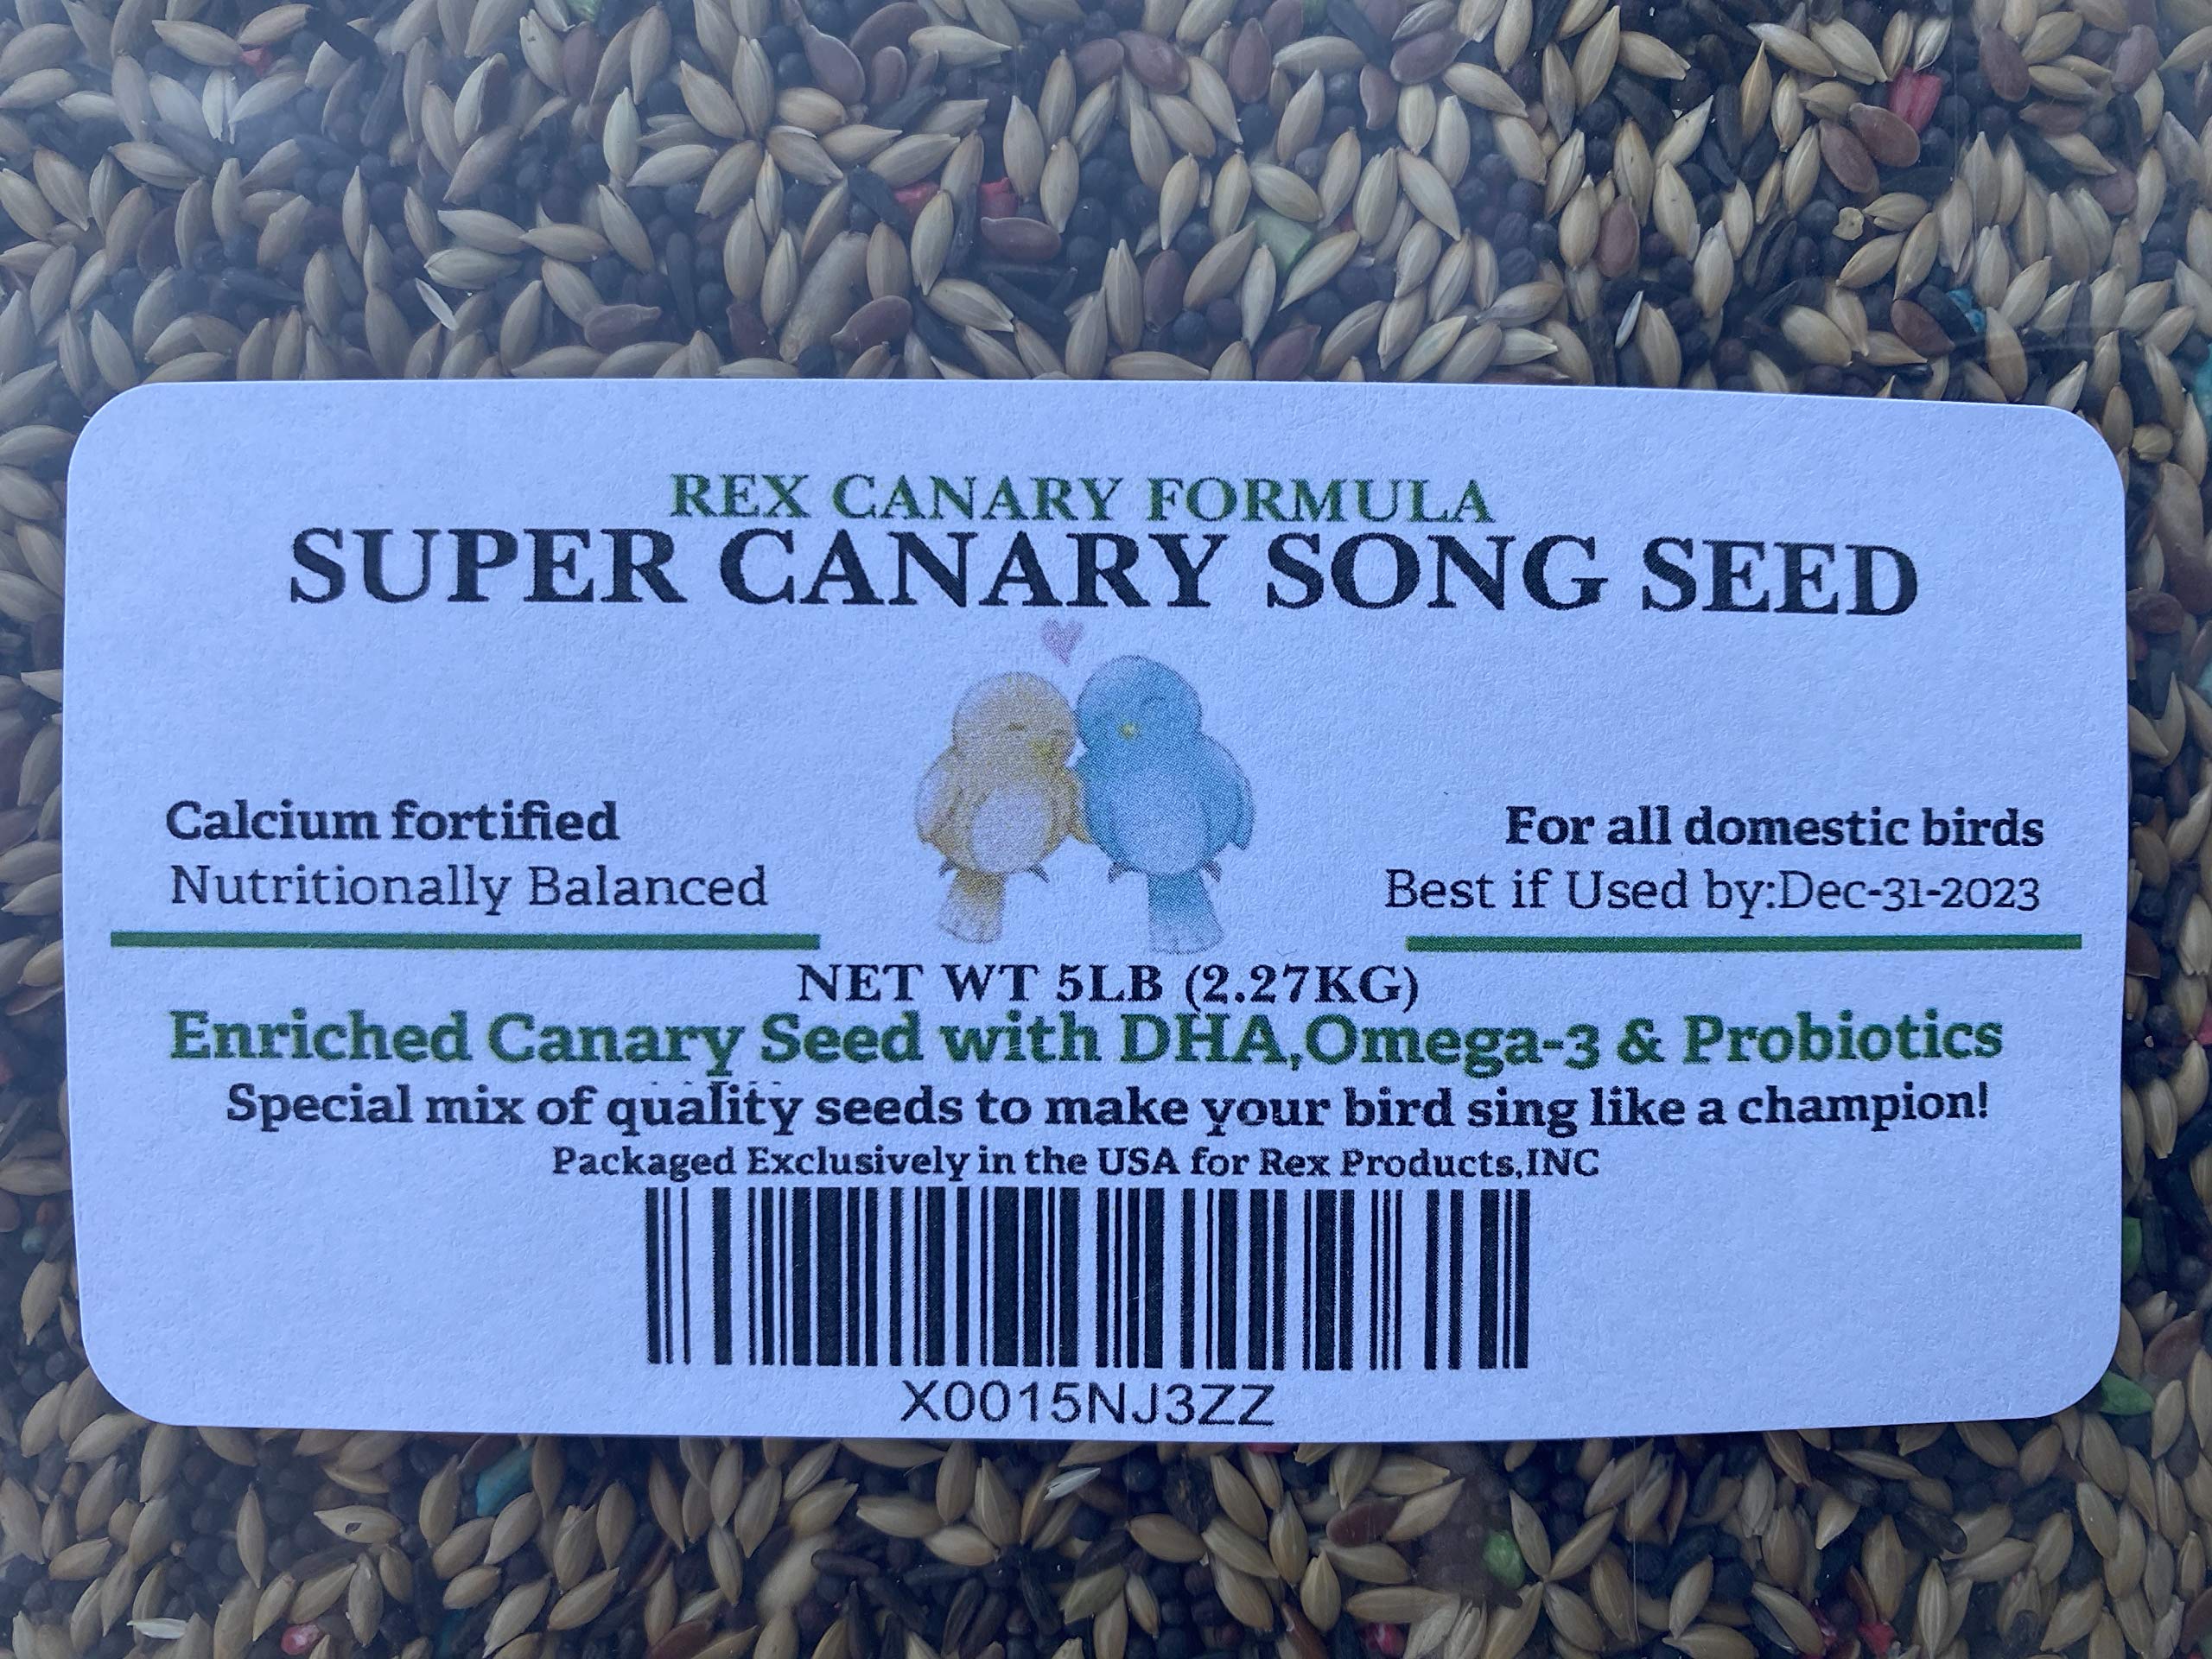 REX CANARY FORMULA
SUPER CANARY SONG SEED
Calcium fortified
Nutritionally Balanced
For all domestic birds
Best if Used by:Dec-31-2023
NET WT 5LB (2.27KG)
Enriched Canary Seed with DHA,Omega-3 & Probiotics
Special mix of quality seeds to make your bird sing like a champion!
Packaged Exclusively in the USA for Rex Products,INC
X0015NJ3ZZ